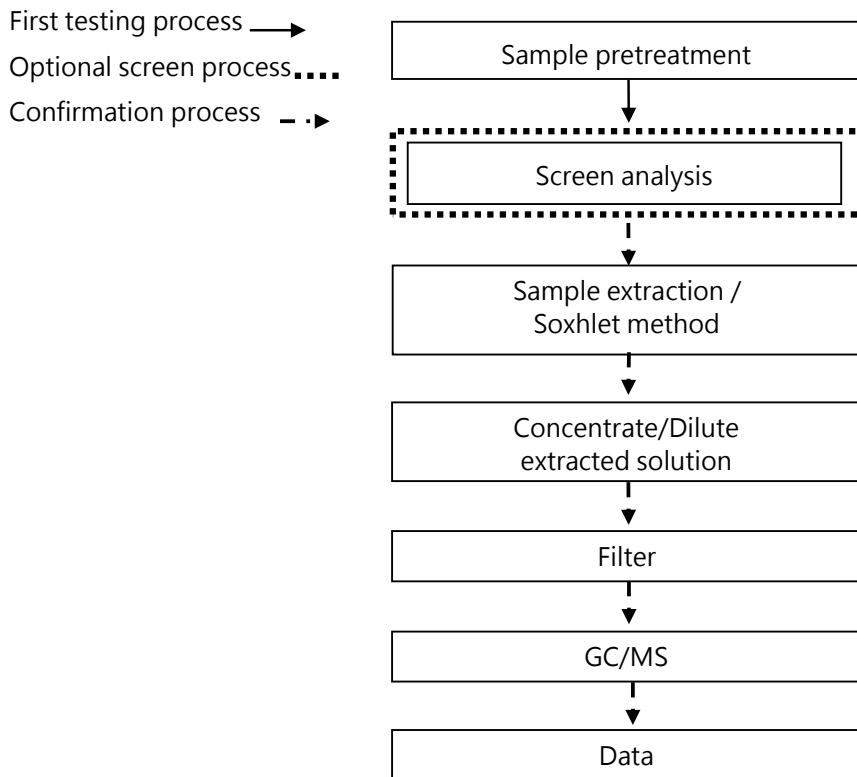 First testing process
Optional screen process
Confirmation process
Sample pretreatment
Screen analysis
Sample extraction /
Soxhlet method
Concentrate/Dilute
extracted solution
Filter
GC/MS
Data